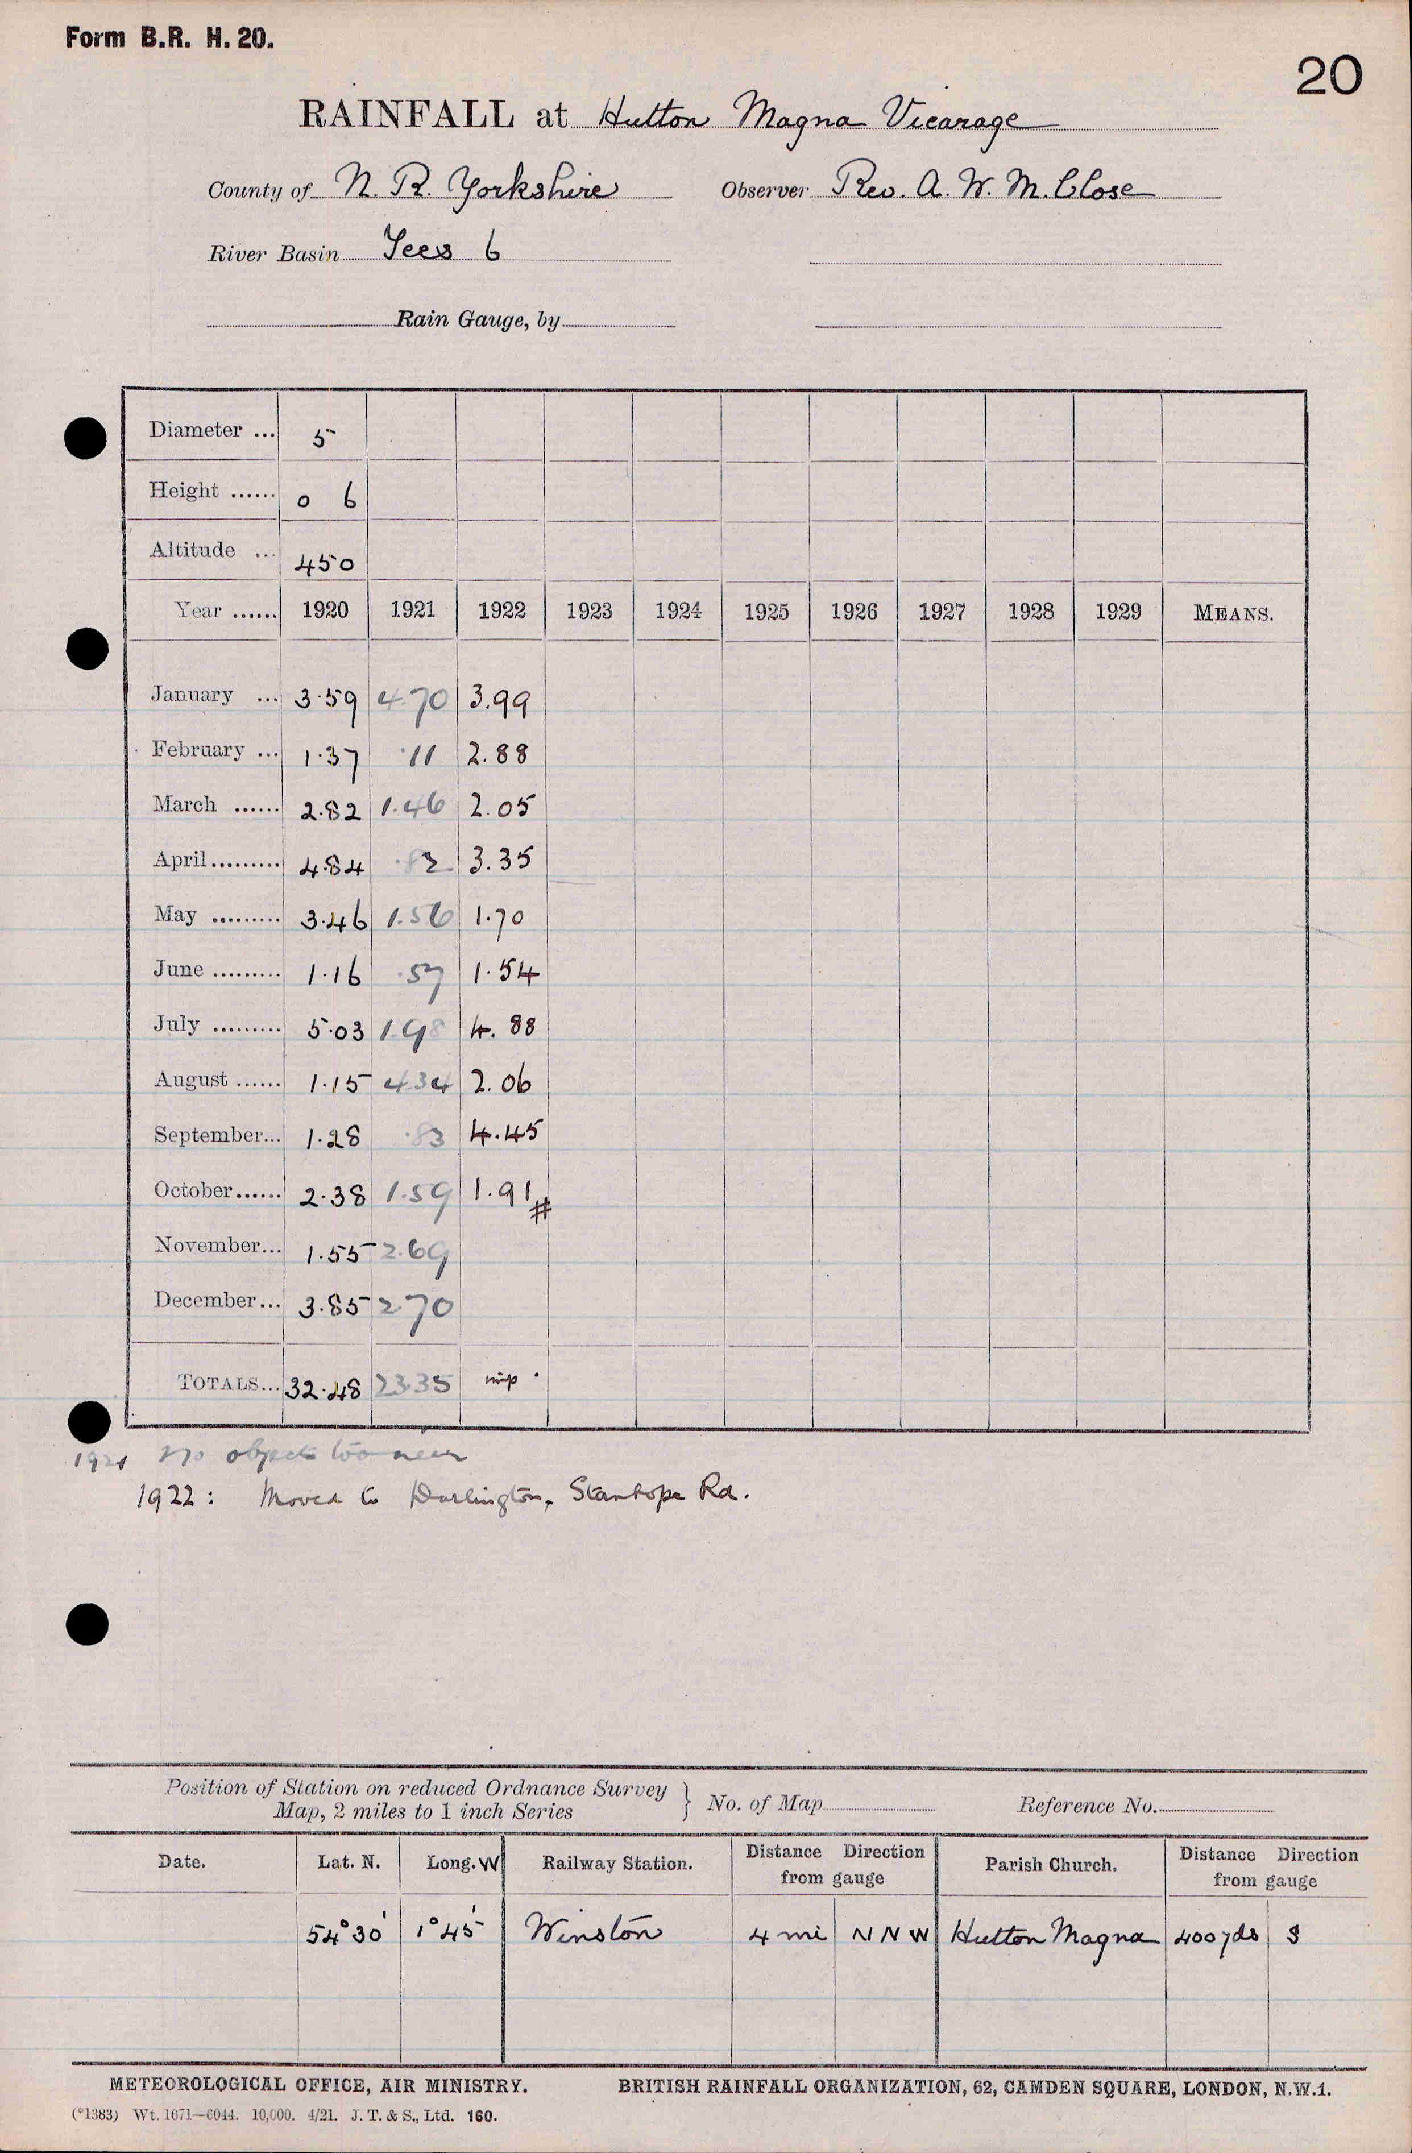 Form B.R. H. 20.
20
RAINFALL at Hutton Magna Vicarage
County of N. R. Yorkshire Observer Rev. A. W. M. Close
River Basin Tees 6
Rain Gauge, by
Diameter ... 5
Height ...... 0 6
Altitude ... 450
Year ...... 1920 1921 1922 1923 1924 1925 1926 1927 1928 1929 MEANS.
January ... 3.59 4.70 3.99
February ... 1.37 .11 2.88
March ...... 2.82 1.46 2.05
April......... 4.84 .82 3.35
May ......... 3.46 1.56 1.70
June ......... 1.16 .57 1.54
July ......... 5.03 1.98 4.88
August ...... 1.15 4.34 2.06
September... 1.28 .83 4.45
October...... 2.38 1.59 1.91 #
November... 1.55 2.69
December... 3.85 2.70
TOTALS... 32.48 23.35 imp.
1921 No objects too near
1922: Moved to Darlington, Stanhope Rd.
Position of Station on reduced Ordnance Survey Map, 2 miles to 1 inch Series } No. of Map Reference No.
Date. Lat. N. Long. W Railway Station. Distance Direction from gauge Parish Church. Distance Direction from gauge
54°30' 1°45' Winston 4 mi NNW Hutton Magna 400 yds S
METEOROLOGICAL OFFICE, AIR MINISTRY. BRITISH RAINFALL ORGANIZATION, 62, CAMDEN SQUARE, LONDON, N.W.1.
(*1383) Wt. 1671—6044. 10,000. 4/21. J. T. & S., Ltd. 160.